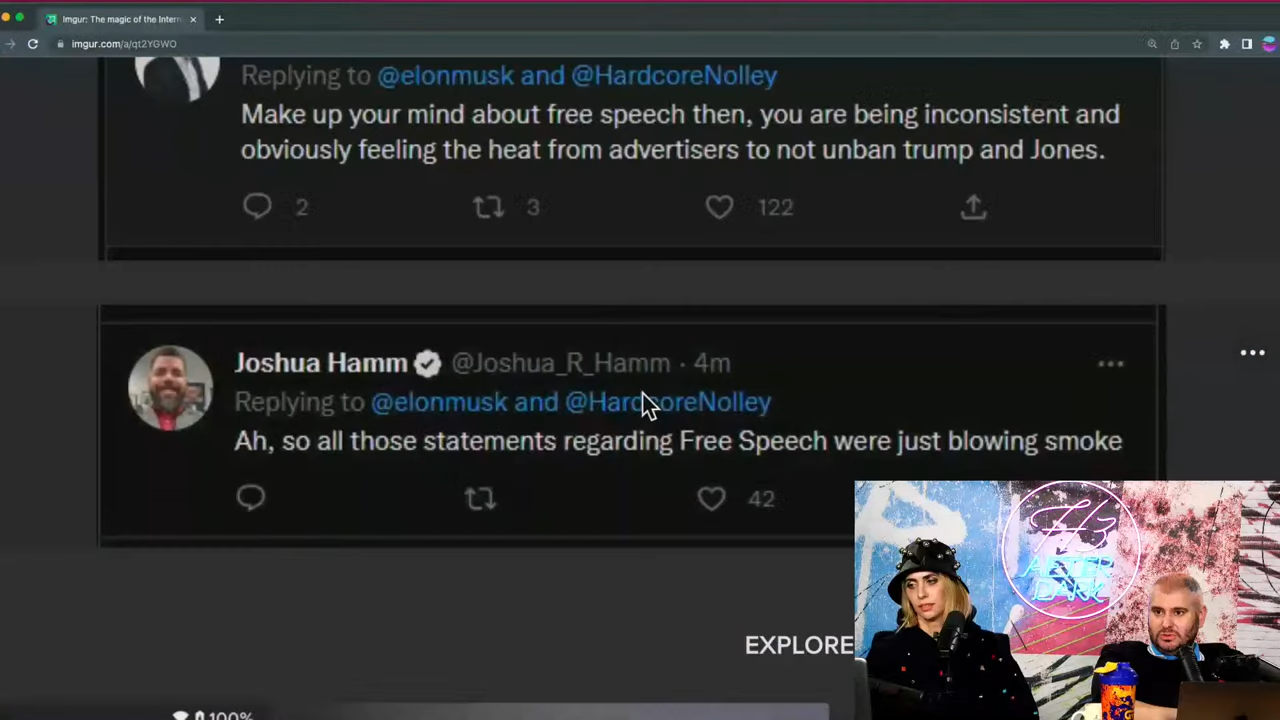 Imgur: The magic of the Intern
imgur.com/a/qt2YGWO
Replying to @elonmusk and @HardcoreNolley
Make up your mind about free speech then, you are being inconsistent and
obviously feeling the heat from advertisers to not unban trump and Jones.
2 3 122
Joshua Hamm @Joshua_R_Hamm · 4m
Replying to @elonmusk and @HardcoreNolley
Ah, so all those statements regarding Free Speech were just blowing smoke
42
H3
AFTER
DARK
EXPLORE
100%